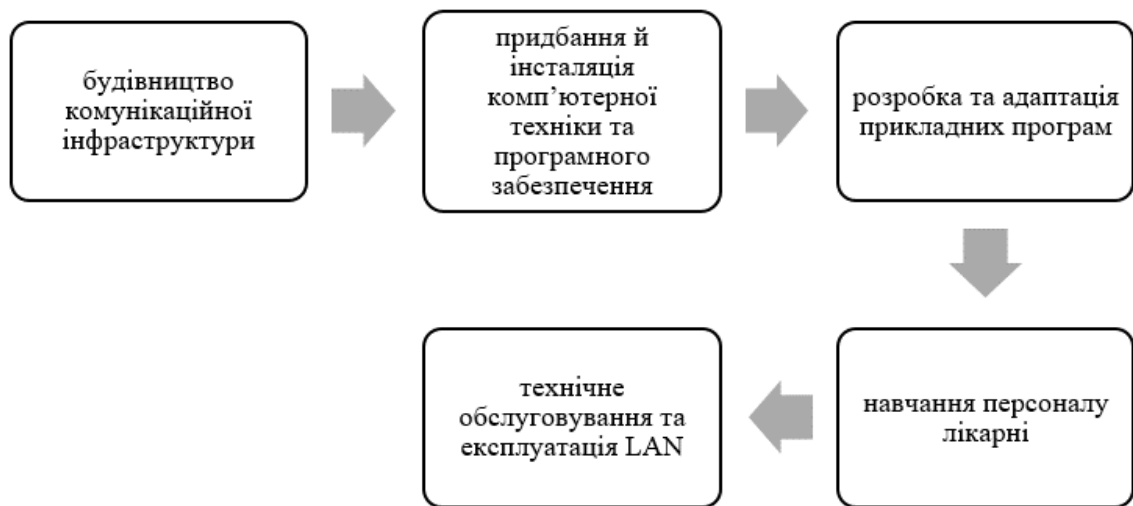 будівництво
комунікаційної
інфраструктури
придбання й
інсталяція
комп’ютерної
техніки та
програмного
забезпечення
розробка та адаптація
прикладних програм
навчання персоналу
лікарні
технічне
обслуговування та
експлуатація LAN